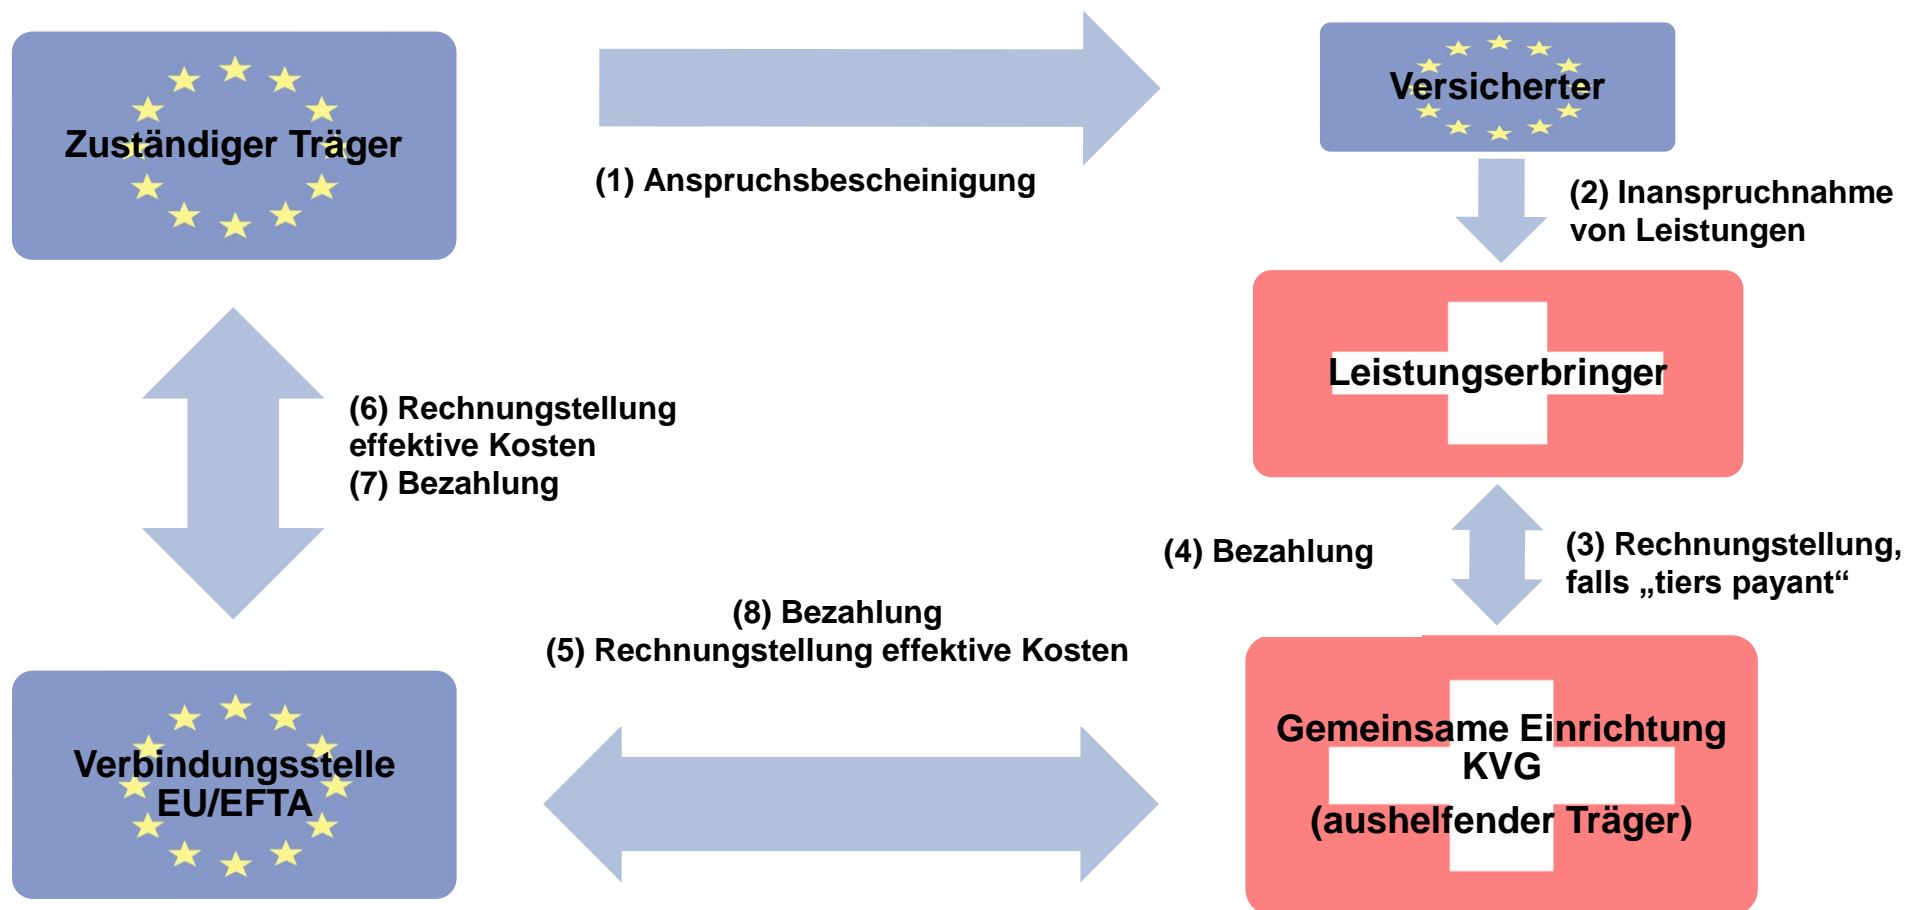 Zuständiger Träger
Versicherter
(1) Anspruchsbescheinigung
(2) Inanspruchnahme
von Leistungen
Leistungserbringer
(6) Rechnungstellung
effektive Kosten
(7) Bezahlung
(4) Bezahlung
(3) Rechnungstellung,
falls „tiers payant“
(8) Bezahlung
(5) Rechnungstellung effektive Kosten
Verbindungsstelle
EU/EFTA
Gemeinsame Einrichtung
KVG
(aushelfender Träger)